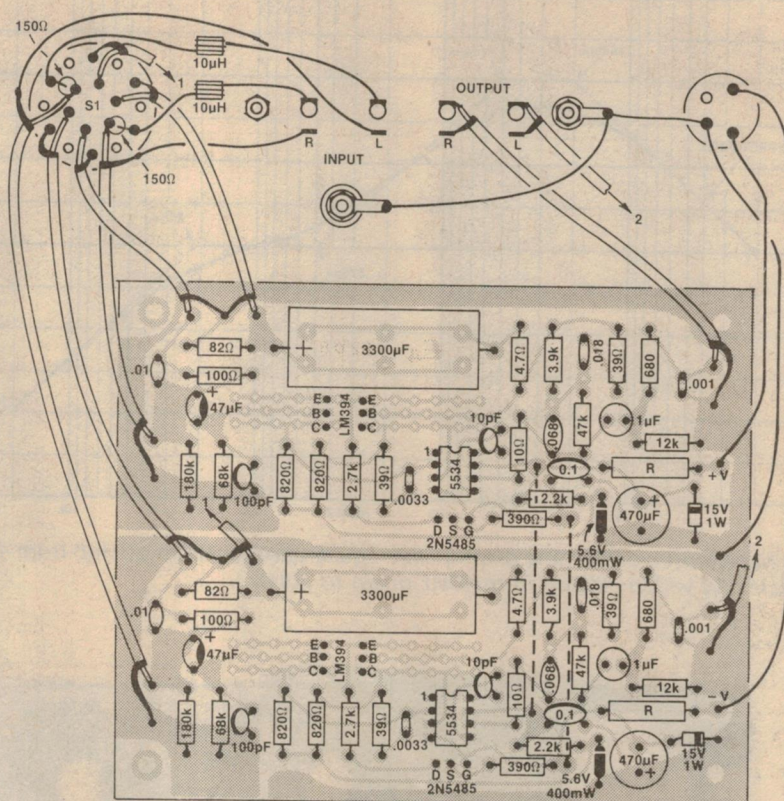 150Ω
10μH
1
S1
10μH
OUTPUT
R
L
R
L
INPUT
150Ω
2
−
82Ω
+
3300μF
.01
100Ω
+
47μF
E
B
C
LM394
E
B
C
10pF
4.7Ω
3.9k
.018
39Ω
680
.001
.068
47k
1μF
12k
10Ω
180k
68k
100pF
820Ω
820Ω
2.7k
39Ω
.0033
1
5534
0.1
R
+V
2.2k
390Ω
D S G
2N5485
5.6V
400mW
+
470μF
15V
1W
1
2
82Ω
+
3300μF
.01
100Ω
+
47μF
E
B
C
LM394
E
B
C
10pF
4.7Ω
3.9k
.018
39Ω
680
.001
.068
47k
1μF
12k
10Ω
180k
68k
100pF
820Ω
820Ω
2.7k
39Ω
.0033
1
5534
0.1
R
−V
2.2k
390Ω
D S G
2N5485
5.6V
400mW
470μF
+
15V
1W